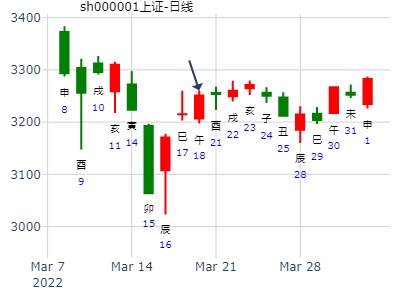 sh000001上证-日线
3400
3300
3200
3100
3000
申
8
酉
9
戌
10
亥
11
寅
14
卯
15
辰
16
巳
17
午
18
酉
21
戌
22
亥
23
子
24
丑
25
辰
28
巳
29
午
30
未
31
申
1
Mar 7
2022
Mar 14
Mar 21
Mar 28